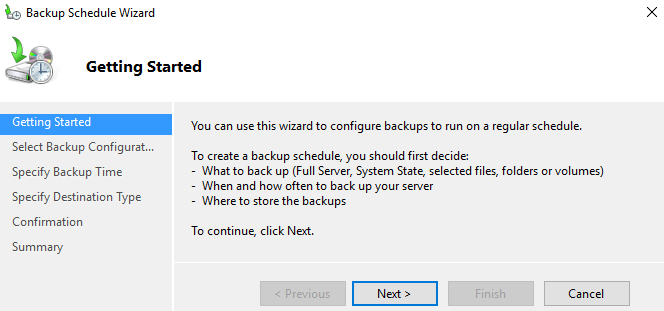 Backup Schedule Wizard
Getting Started
Getting Started
Select Backup Configurat...
Specify Backup Time
Specify Destination Type
Confirmation
Summary
You can use this wizard to configure backups to run on a regular schedule.
To create a backup schedule, you should first decide:
- What to back up (Full Server, System State, selected files, folders or volumes)
- When and how often to back up your server
- Where to store the backups
To continue, click Next.
< Previous
Next >
Finish
Cancel